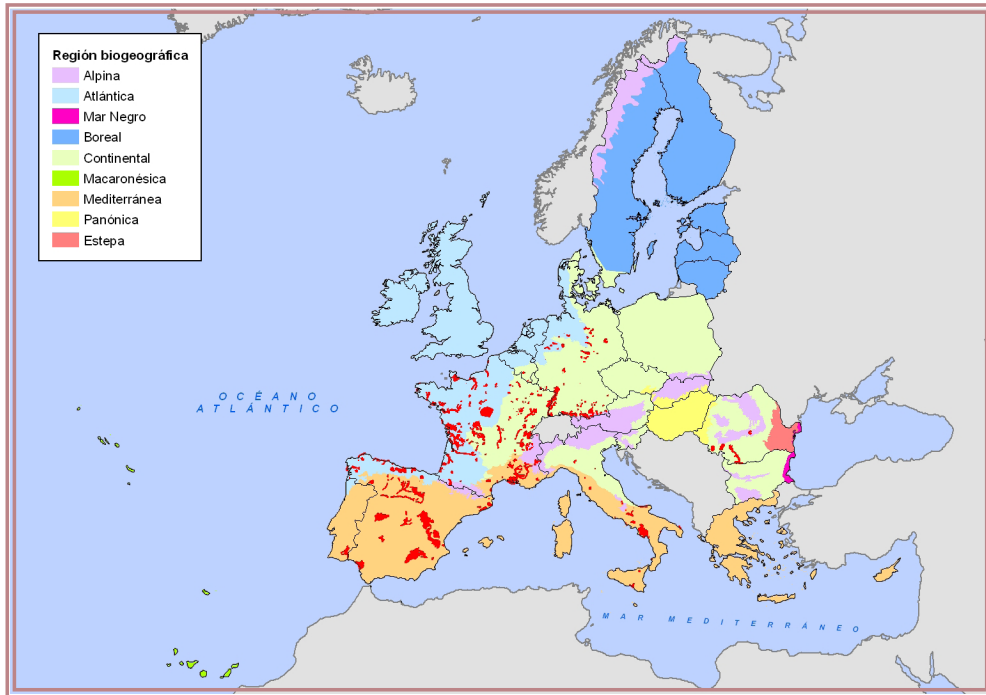 Región biogeográfica
Alpina
Atlántica
Mar Negro
Boreal
Continental
Macaronésica
Mediterránea
Panónica
Estepa
OCÉANO
ATLÁNTICO
MAR MEDITERRÁNEO